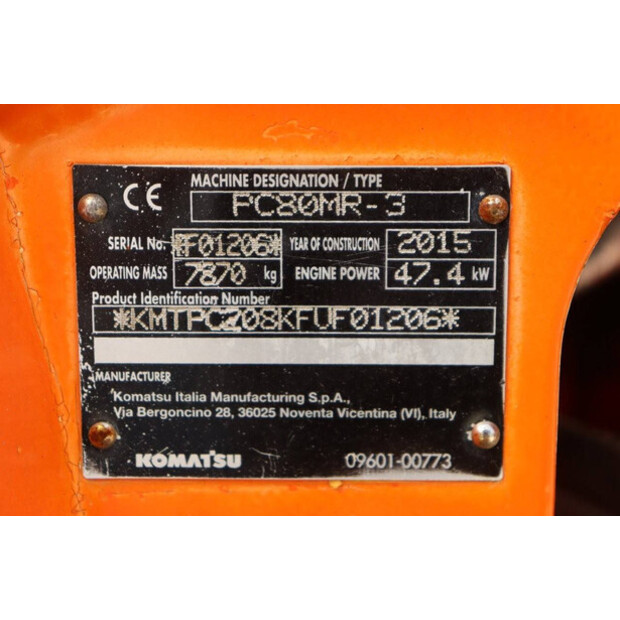 CE
MACHINE DESIGNATION / TYPE
PC80MR-3
SERIAL No. *F01206* YEAR OF CONSTRUCTION 2015
OPERATING MASS 7870 kg ENGINE POWER 47.4 kW
Product Identification Number
*KMTPC208KFUF01206*
MANUFACTURER
Komatsu Italia Manufacturing S.p.A.,
Via Bergoncino 28, 36025 Noventa Vicentina (VI), Italy
KOMATSU 09601-00773